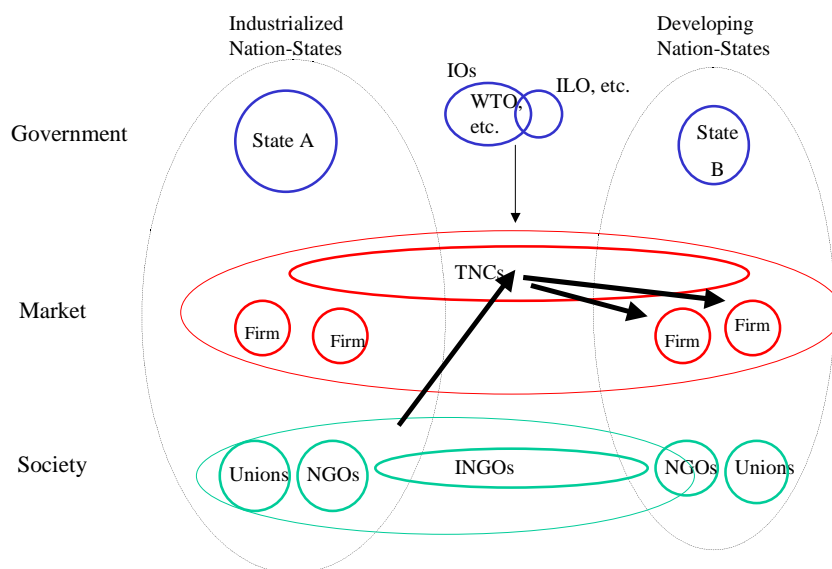 Industrialized
Nation-States
Developing
Nation-States
IOs
ILO, etc.
WTO,
etc.
Government
State A
State
B
TNCs
Market
Firm
Firm
Firm
Firm
Society
Unions
NGOs
INGOs
NGOs
Unions